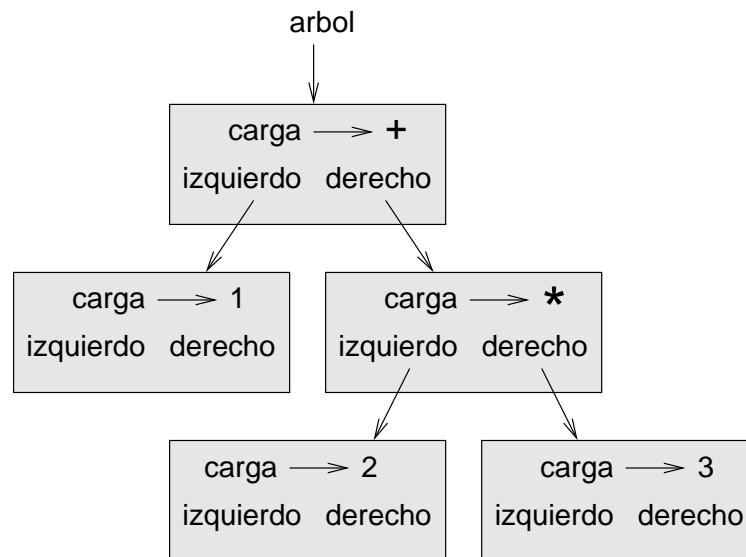 arbol
carga +
izquierdo derecho
carga 1
izquierdo derecho
carga *
izquierdo derecho
carga 2
izquierdo derecho
carga 3
izquierdo derecho